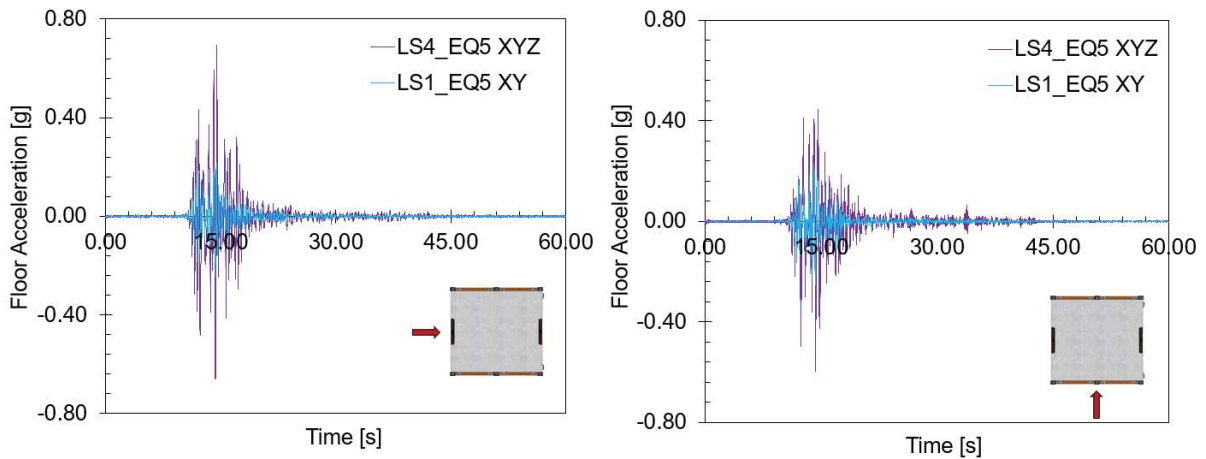 0.80
LS4_EQ5 XYZ
LS1_EQ5 XY
0.40
0.00
0.00 15.00 30.00 45.00 60.00
-0.40
-0.80
Floor Acceleration [g]
Time [s]
0.80
LS4_EQ5 XYZ
LS1_EQ5 XY
0.40
0.00
0.00 15.00 30.00 45.00 60.00
-0.40
-0.80
Floor Acceleration [g]
Time [s]